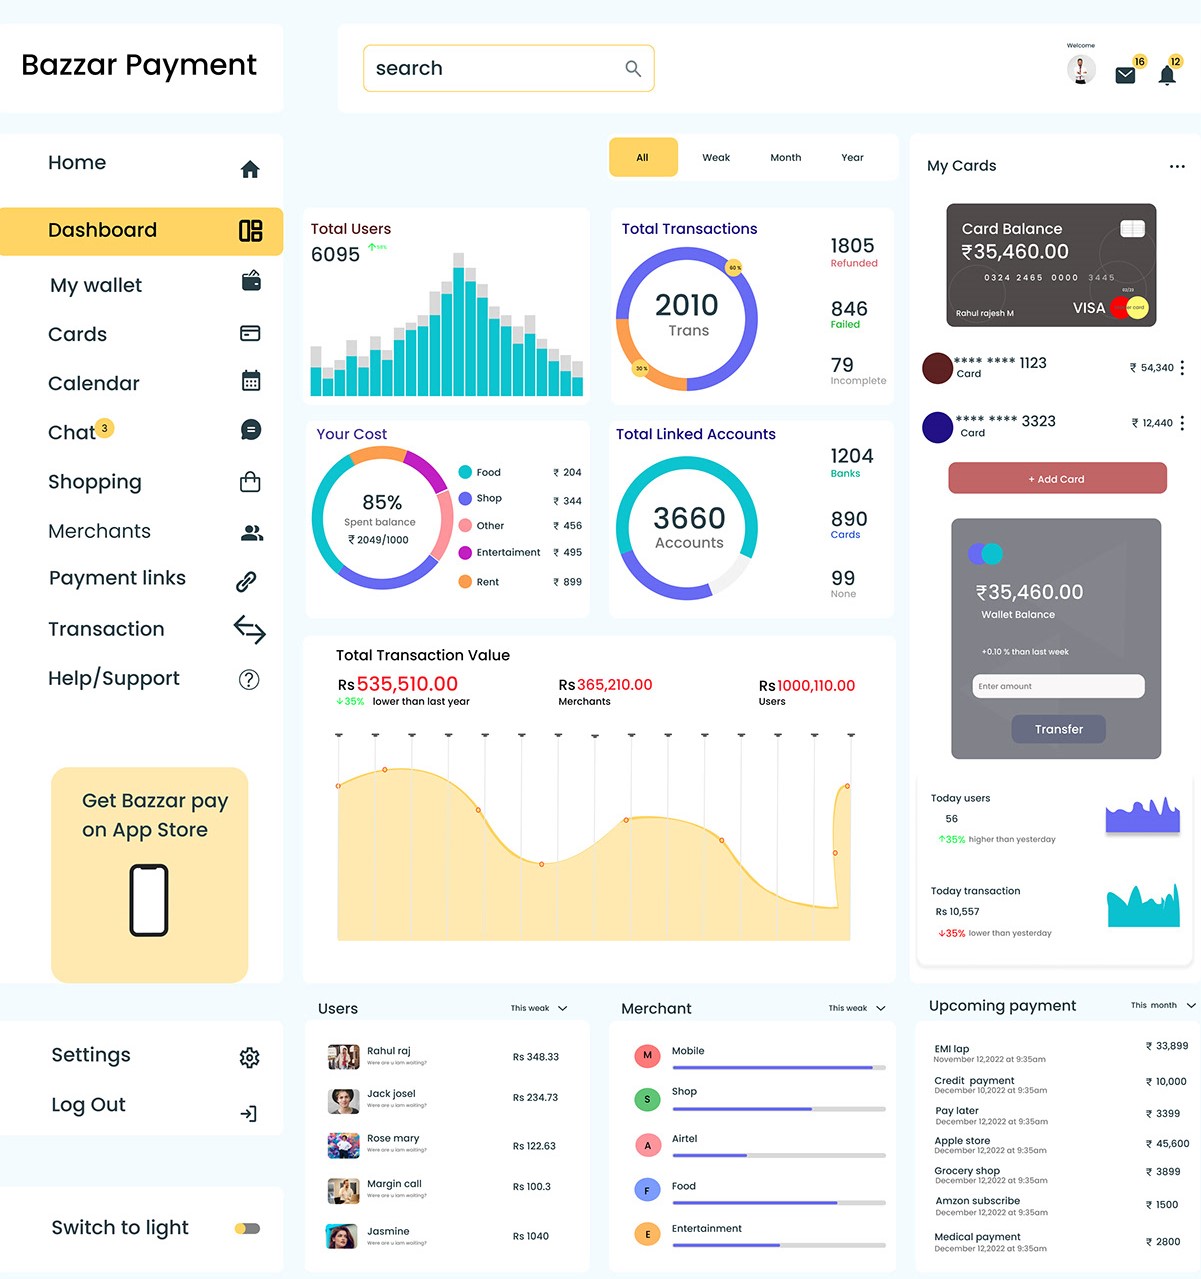 Bazzar Payment
search
Welcome
16
12
Home
Dashboard
My wallet
Cards
Calendar
Chat 3
Shopping
Merchants
Payment links
Transaction
Help/Support
Get Bazzar pay
on App Store
Settings
Log Out
Switch to light
All Weak Month Year
Total Users
6095
Total Transactions
60 %
30 %
2010
Trans
1805
Refunded
846
Failed
79
Incomplete
Your Cost
85%
Spent balance
₹ 2049/1000
Food ₹ 204
Shop ₹ 344
Other ₹ 456
Entertaiment ₹ 495
Rent ₹ 899
Total Linked Accounts
3660
Accounts
1204
Banks
890
Cards
99
None
Total Transaction Value
Rs 535,510.00
35% lower than last year
Rs 365,210.00
Merchants
Rs 1000,110.00
Users
My Cards
Card Balance
₹35,460.00
0324 2465 0000 3445
03/33
Rahul rajesh M
VISA
**** **** 1123
Card
₹ 54,340
**** **** 3323
Card
₹ 12,440
+ Add Card
₹35,460.00
Wallet Balance
+0.10 % than last week
Enter amount
Transfer
Today users
56
35% higher than yesterday
Today transaction
Rs 10,557
35% lower than yesterday
Users This weak
Rahul raj
Were are u iam waiting?
Rs 348.33
Jack josel
Were are u iam waiting?
Rs 234.73
Rose mary
Were are u iam waiting?
Rs 122.63
Margin call
Were are u iam waiting?
Rs 100.3
Jasmine
Were are u iam waiting?
Rs 1040
Merchant This weak
M Mobile
S Shop
A Airtel
F Food
E Entertainment
Upcoming payment This month
EMI lap
November 12,2022 at 9:35am
₹ 33,899
Credit payment
December 10,2022 at 9:35am
₹ 10,000
Pay later
December 12,2022 at 9:35am
₹ 3399
Apple store
December 12,2022 at 9:35am
₹ 45,600
Grocery shop
December 12,2022 at 9:35am
₹ 3899
Amzon subscribe
December 12,2022 at 9:35am
₹ 1500
Medical payment
December 12,2022 at 9:35am
₹ 2800